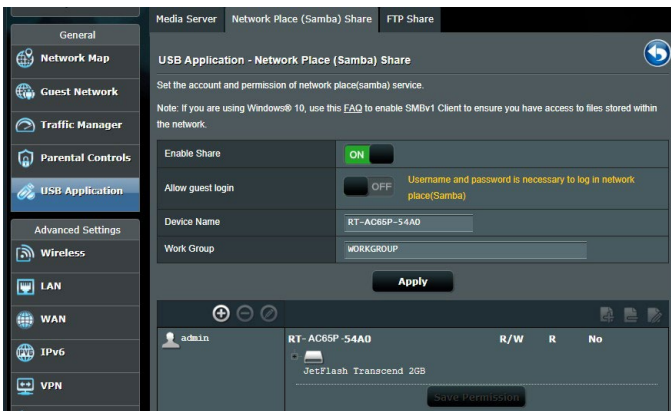 Media Server
Network Place (Samba) Share
FTP Share
General
Network Map
Guest Network
Traffic Manager
Parental Controls
USB Application
Advanced Settings
Wireless
LAN
WAN
IPv6
VPN
USB Application - Network Place (Samba) Share
Set the account and permission of network place(samba) service.
Note: If you are using Windows® 10, use this FAQ to enable SMBv1 Client to ensure you have access to files stored within
the network.
Enable Share
ON
Allow guest login
OFF
Username and password is necessary to log in network
place(Samba)
Device Name
RT-AC65P-54A0
Work Group
WORKGROUP
Apply
admin
RT-AC65P-54A0
R/W
R
No
JetFlash Transcend 2GB
Save Permission